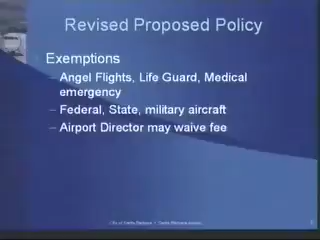 Revised Proposed Policy
Exemptions
– Angel Flights, Life Guard, Medical
emergency
– Federal, State, military aircraft
– Airport Director may waive fee